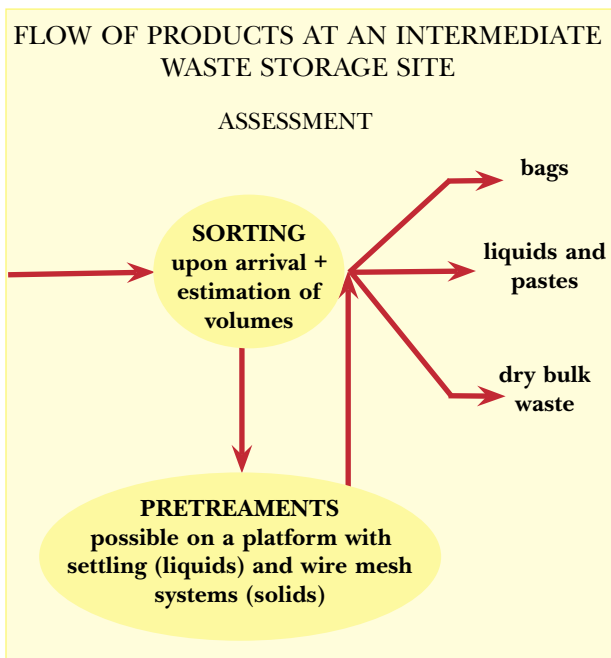 FLOW OF PRODUCTS AT AN INTERMEDIATE
WASTE STORAGE SITE
ASSESSMENT
bags
SORTING
upon arrival +
estimation of
volumes
liquids and
pastes
dry bulk
waste
PRETREAMENTS
possible on a platform with
settling (liquids) and wire mesh
systems (solids)